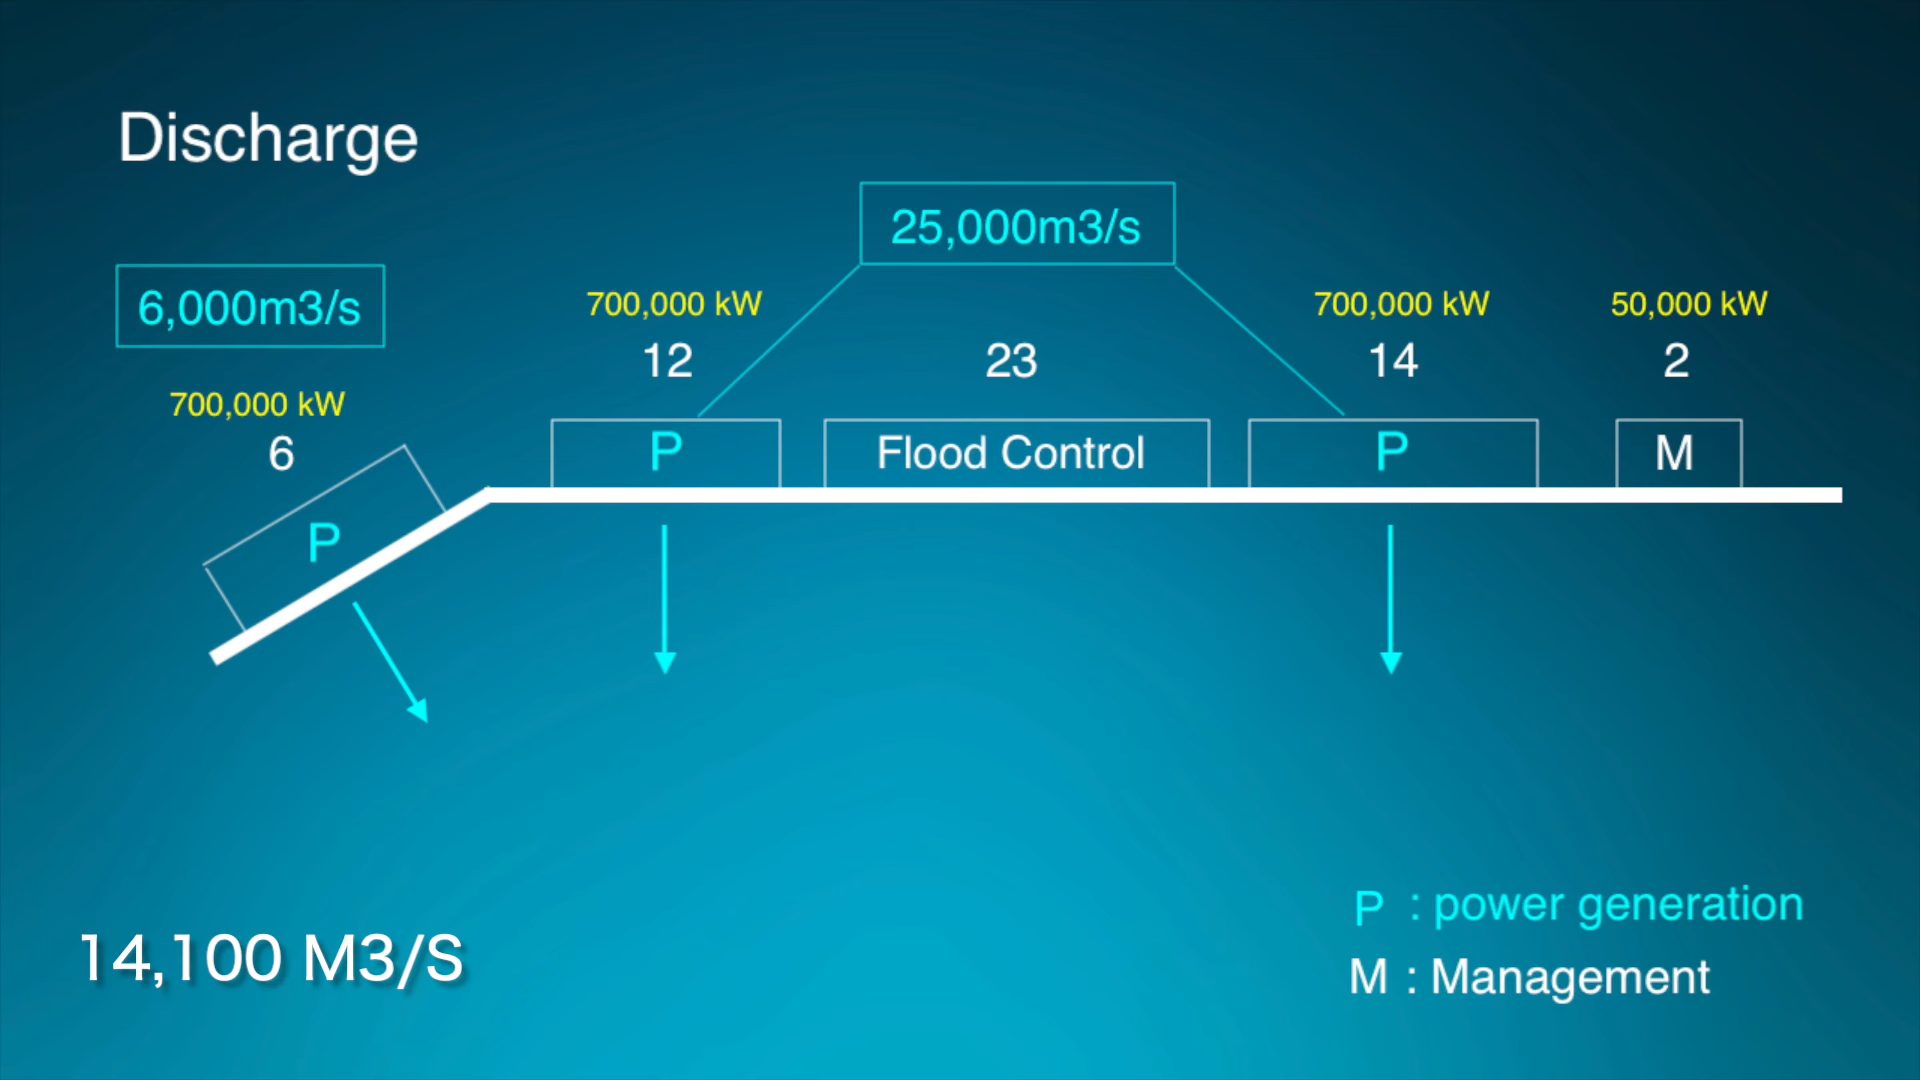 Discharge
25,000m3/s
6,000m3/s
700,000 kW
12
23
700,000 kW
14
50,000 kW
2
700,000 kW
6
P
P
Flood Control
P
M
P : power generation
M : Management
14,100 M3/S